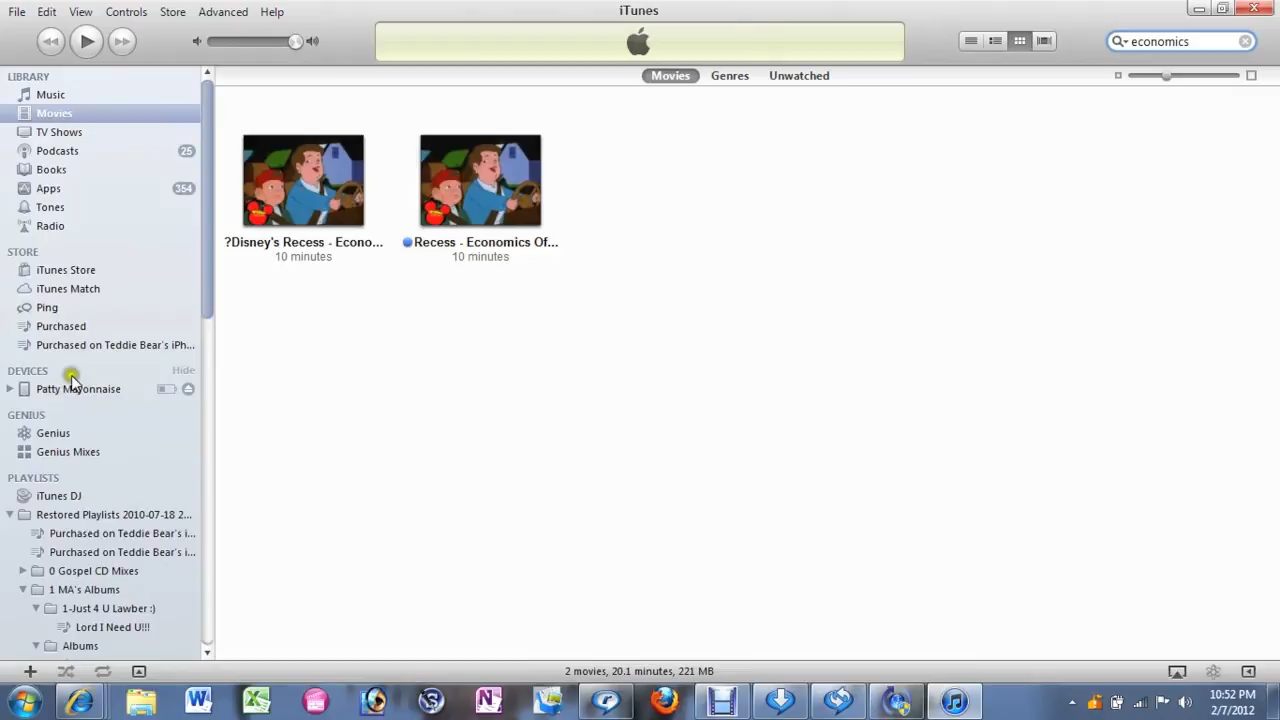 File Edit View Controls Store Advanced Help
iTunes
economics
LIBRARY
Music
Movies
TV Shows
Podcasts 25
Books
Apps 354
Tones
Radio
STORE
iTunes Store
iTunes Match
Ping
Purchased
Purchased on Teddie Bear's iPh...
DEVICES Hide
Patty Mayonnaise
GENIUS
Genius
Genius Mixes
PLAYLISTS
iTunes DJ
Restored Playlists 2010-07-18 2...
Purchased on Teddie Bear's i...
Purchased on Teddie Bear's i...
0 Gospel CD Mixes
1 MA's Albums
1-Just 4 U Lawber :)
Lord I Need U!!!
Albums
Movies Genres Unwatched
?Disney's Recess - Econo...
10 minutes
Recess - Economics Of...
10 minutes
2 movies, 20.1 minutes, 221 MB
10:52 PM
2/7/2012